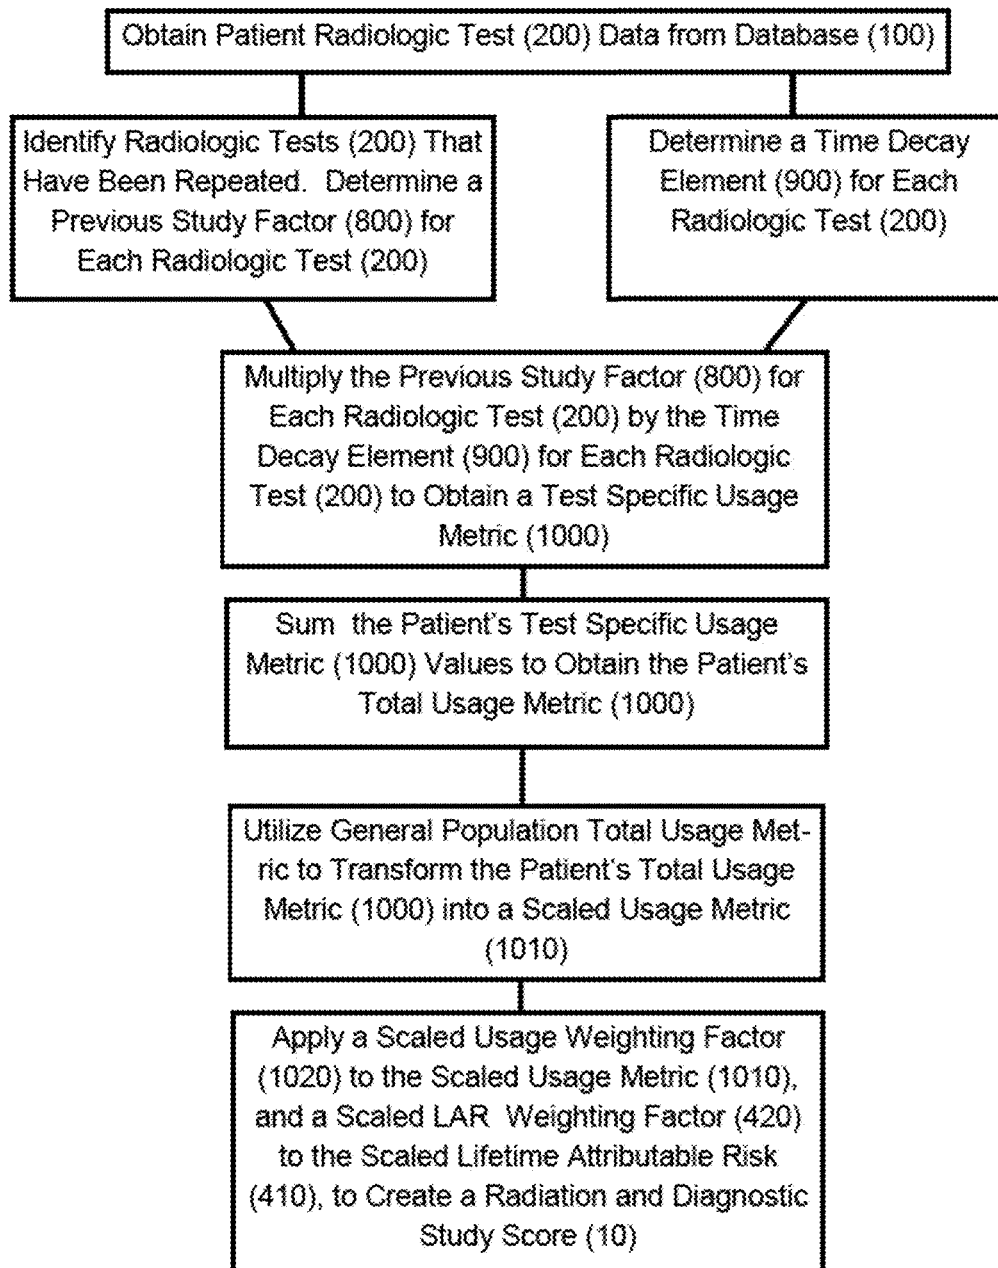 Obtain Patient Radiologic Test (200) Data from Database (100)
Identify Radiologic Tests (200) That
Have Been Repeated. Determine a
Previous Study Factor (800) for
Each Radiologic Test (200)
Determine a Time Decay
Element (900) for Each
Radiologic Test (200)
Multiply the Previous Study Factor (800) for
Each Radiologic Test (200) by the Time
Decay Element (900) for Each Radiologic
Test (200) to Obtain a Test Specific Usage
Metric (1000)
Sum the Patient's Test Specific Usage
Metric (1000) Values to Obtain the Patient's
Total Usage Metric (1000)
Utilize General Population Total Usage Met-
ric to Transform the Patient's Total Usage
Metric (1000) into a Scaled Usage Metric
(1010)
Apply a Scaled Usage Weighting Factor
(1020) to the Scaled Usage Metric (1010),
and a Scaled LAR Weighting Factor (420)
to the Scaled Lifetime Attributable Risk
(410), to Create a Radiation and Diagnostic
Study Score (10)